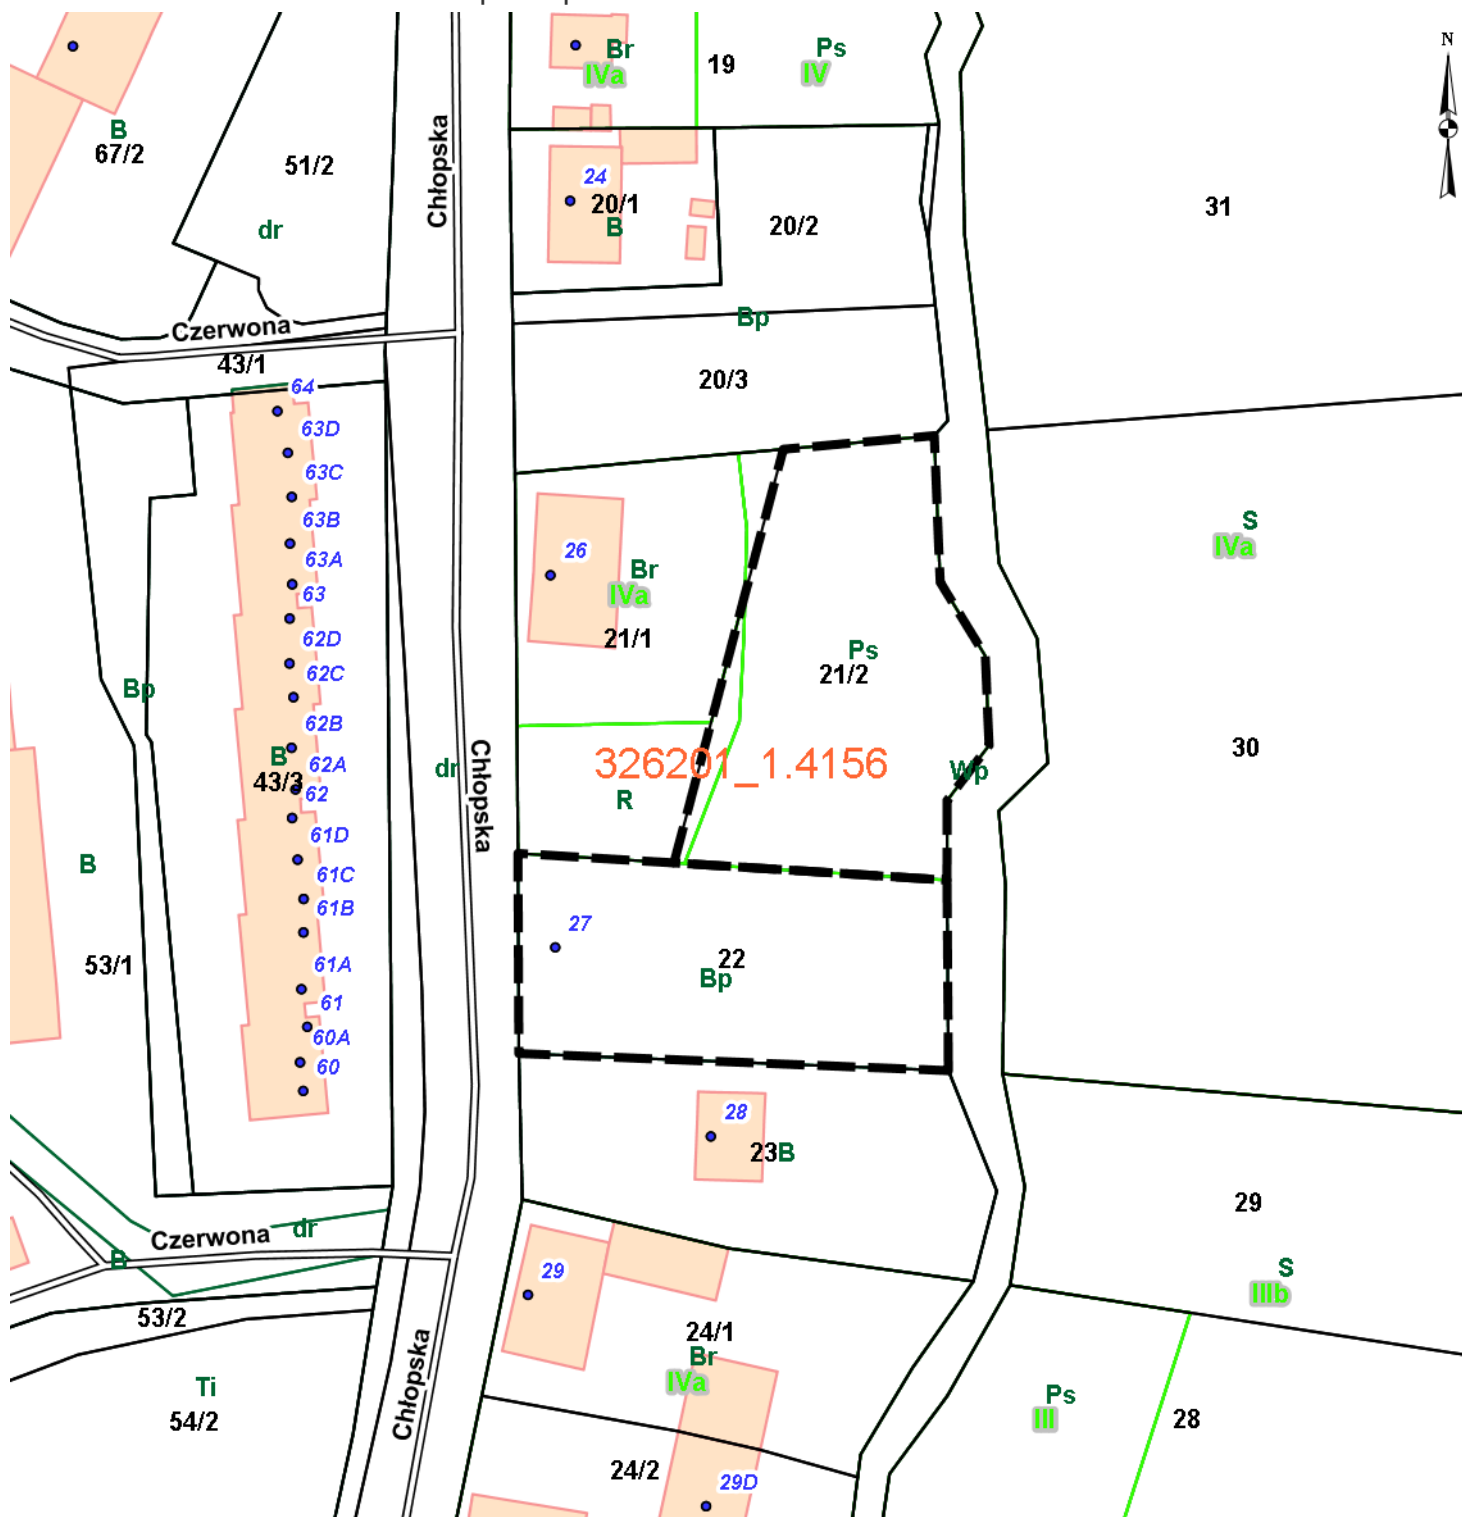 N
Br
IVa
19
Ps
IV
B
67/2
51/2
Chłopska
24
20/1
B
20/2
31
dr
Bp
Czerwona
43/1
20/3
64
63D
63C
63B
63A
63
62D
62C
62B
62A
62
61D
61C
61B
61A
61
60A
60
26
Br
IVa
21/1
S
IVa
Ps
21/2
Bp
B
43/3
dr
Chłopska
326201_1.4156
Wp
30
R
B
53/1
27
22
Bp
28
23B
29
Czerwona
dr
B
53/2
29
S
IIIb
24/1
Br
IVa
Chłopska
Ti
54/2
Ps
III
28
24/2
29D